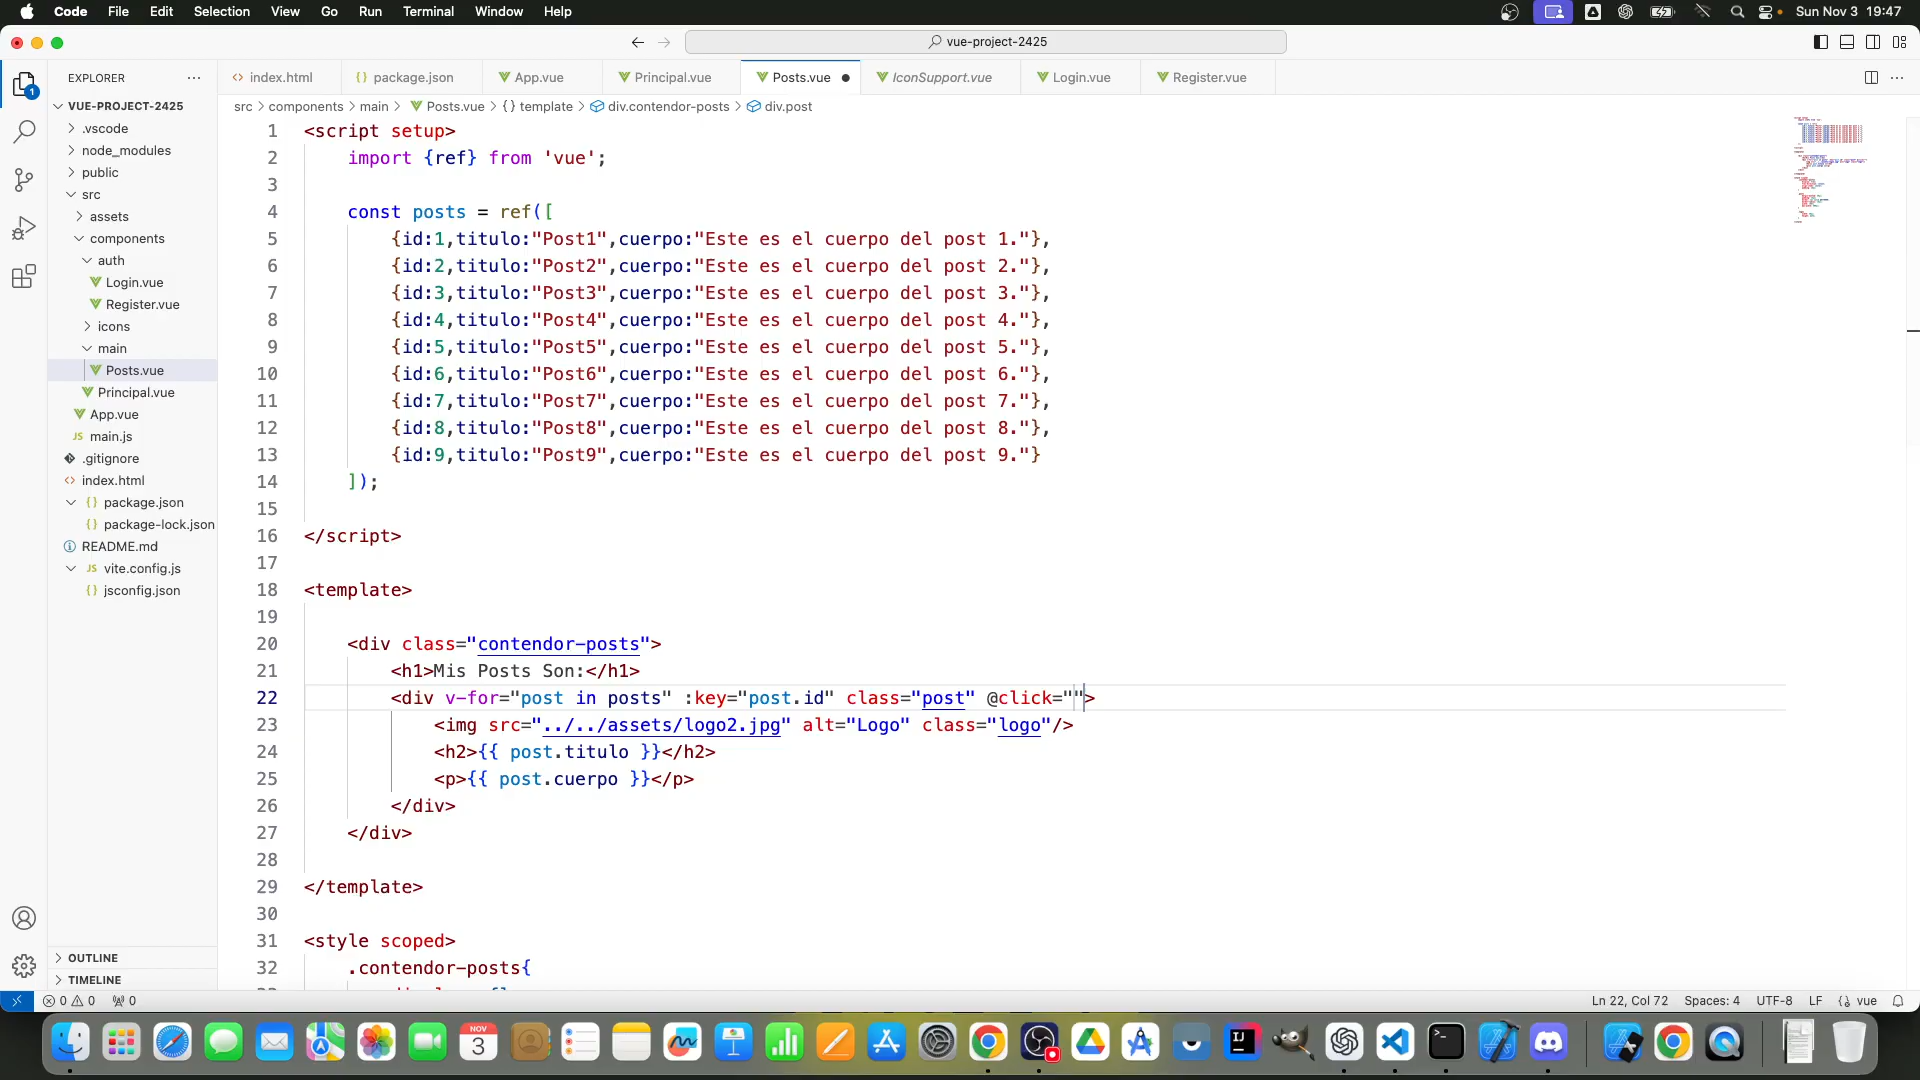 Code File Edit Selection View Go Run Terminal Window Help Sun Nov 3 19:47
vue-project-2425
EXPLORER
index.html package.json App.vue Principal.vue Posts.vue IconSupport.vue Login.vue Register.vue
src > components > main > Posts.vue > {} template > div.contendor-posts > div.post
VUE-PROJECT-2425
.vscode
node_modules
public
src
assets
components
auth
Login.vue
Register.vue
icons
main
Posts.vue
Principal.vue
App.vue
JS main.js
.gitignore
index.html
{} package.json
{} package-lock.json
README.md
JS vite.config.js
{} jsconfig.json
OUTLINE
TIMELINE
1 <script setup>
2 import {ref} from 'vue';
3
4 const posts = ref([
5 {id:1,titulo:"Post1",cuerpo:"Este es el cuerpo del post 1."},
6 {id:2,titulo:"Post2",cuerpo:"Este es el cuerpo del post 2."},
7 {id:3,titulo:"Post3",cuerpo:"Este es el cuerpo del post 3."},
8 {id:4,titulo:"Post4",cuerpo:"Este es el cuerpo del post 4."},
9 {id:5,titulo:"Post5",cuerpo:"Este es el cuerpo del post 5."},
10 {id:6,titulo:"Post6",cuerpo:"Este es el cuerpo del post 6."},
11 {id:7,titulo:"Post7",cuerpo:"Este es el cuerpo del post 7."},
12 {id:8,titulo:"Post8",cuerpo:"Este es el cuerpo del post 8."},
13 {id:9,titulo:"Post9",cuerpo:"Este es el cuerpo del post 9."}
14 ]);
15
16 </script>
17
18 <template>
19
20 <div class="contendor-posts">
21 <h1>Mis Posts Son:</h1>
22 <div v-for="post in posts" :key="post.id" class="post" @click="">
23 <img src="../../assets/logo2.jpg" alt="Logo" class="logo"/>
24 <h2>{{ post.titulo }}</h2>
25 <p>{{ post.cuerpo }}</p>
26 </div>
27 </div>
28
29 </template>
30
31 <style scoped>
32 .contendor-posts{
0 0 0 Ln 22, Col 72 Spaces: 4 UTF-8 LF vue
NOV
3